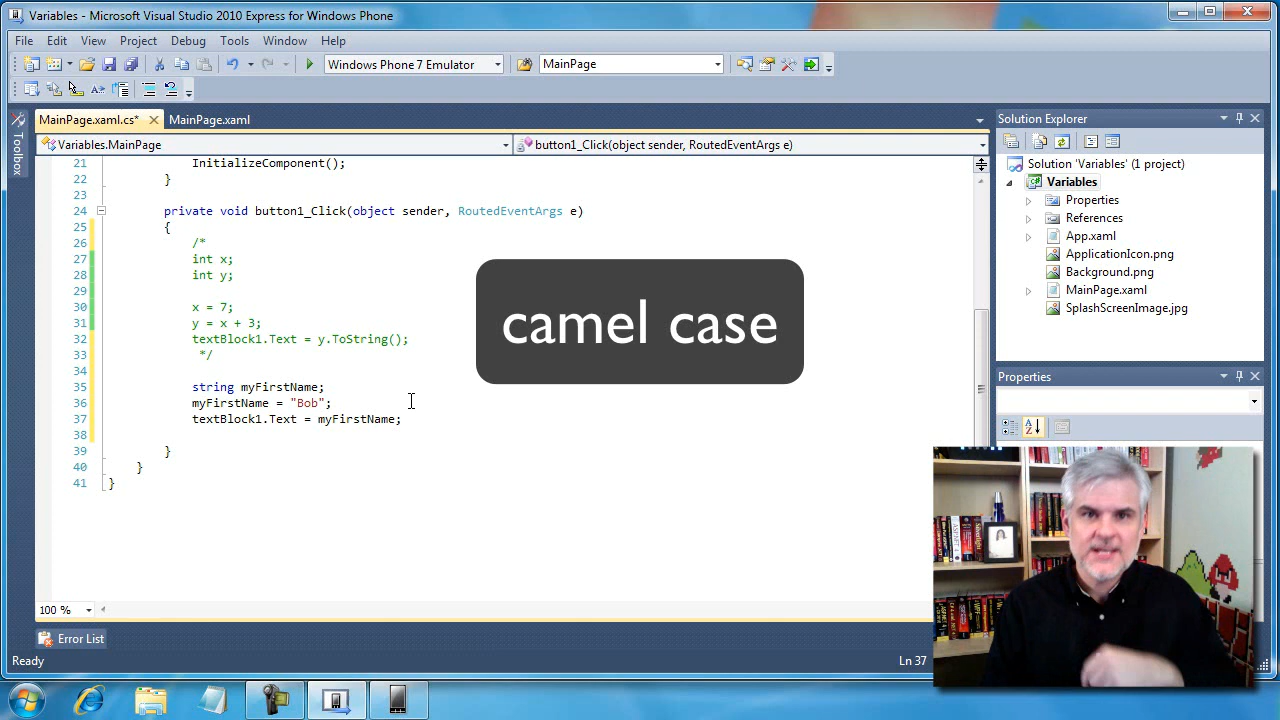 Variables - Microsoft Visual Studio 2010 Express for Windows Phone
File Edit View Project Debug Tools Window Help
Windows Phone 7 Emulator MainPage
MainPage.xaml.cs* MainPage.xaml
Variables.MainPage button1_Click(object sender, RoutedEventArgs e)
Toolbox
21 InitializeComponent();
22 }
23
24 private void button1_Click(object sender, RoutedEventArgs e)
25 {
26 /*
27 int x;
28 int y;
29
30 x = 7;
31 y = x + 3;
32 textBlock1.Text = y.ToString();
33 */
34
35 string myFirstName;
36 myFirstName = "Bob";
37 textBlock1.Text = myFirstName;
38
39 }
40 }
41 }
camel case
100 %
Error List
Ready
Ln 37
Solution Explorer
Solution 'Variables' (1 project)
Variables
Properties
References
App.xaml
ApplicationIcon.png
Background.png
MainPage.xaml
SplashScreenImage.jpg
Properties